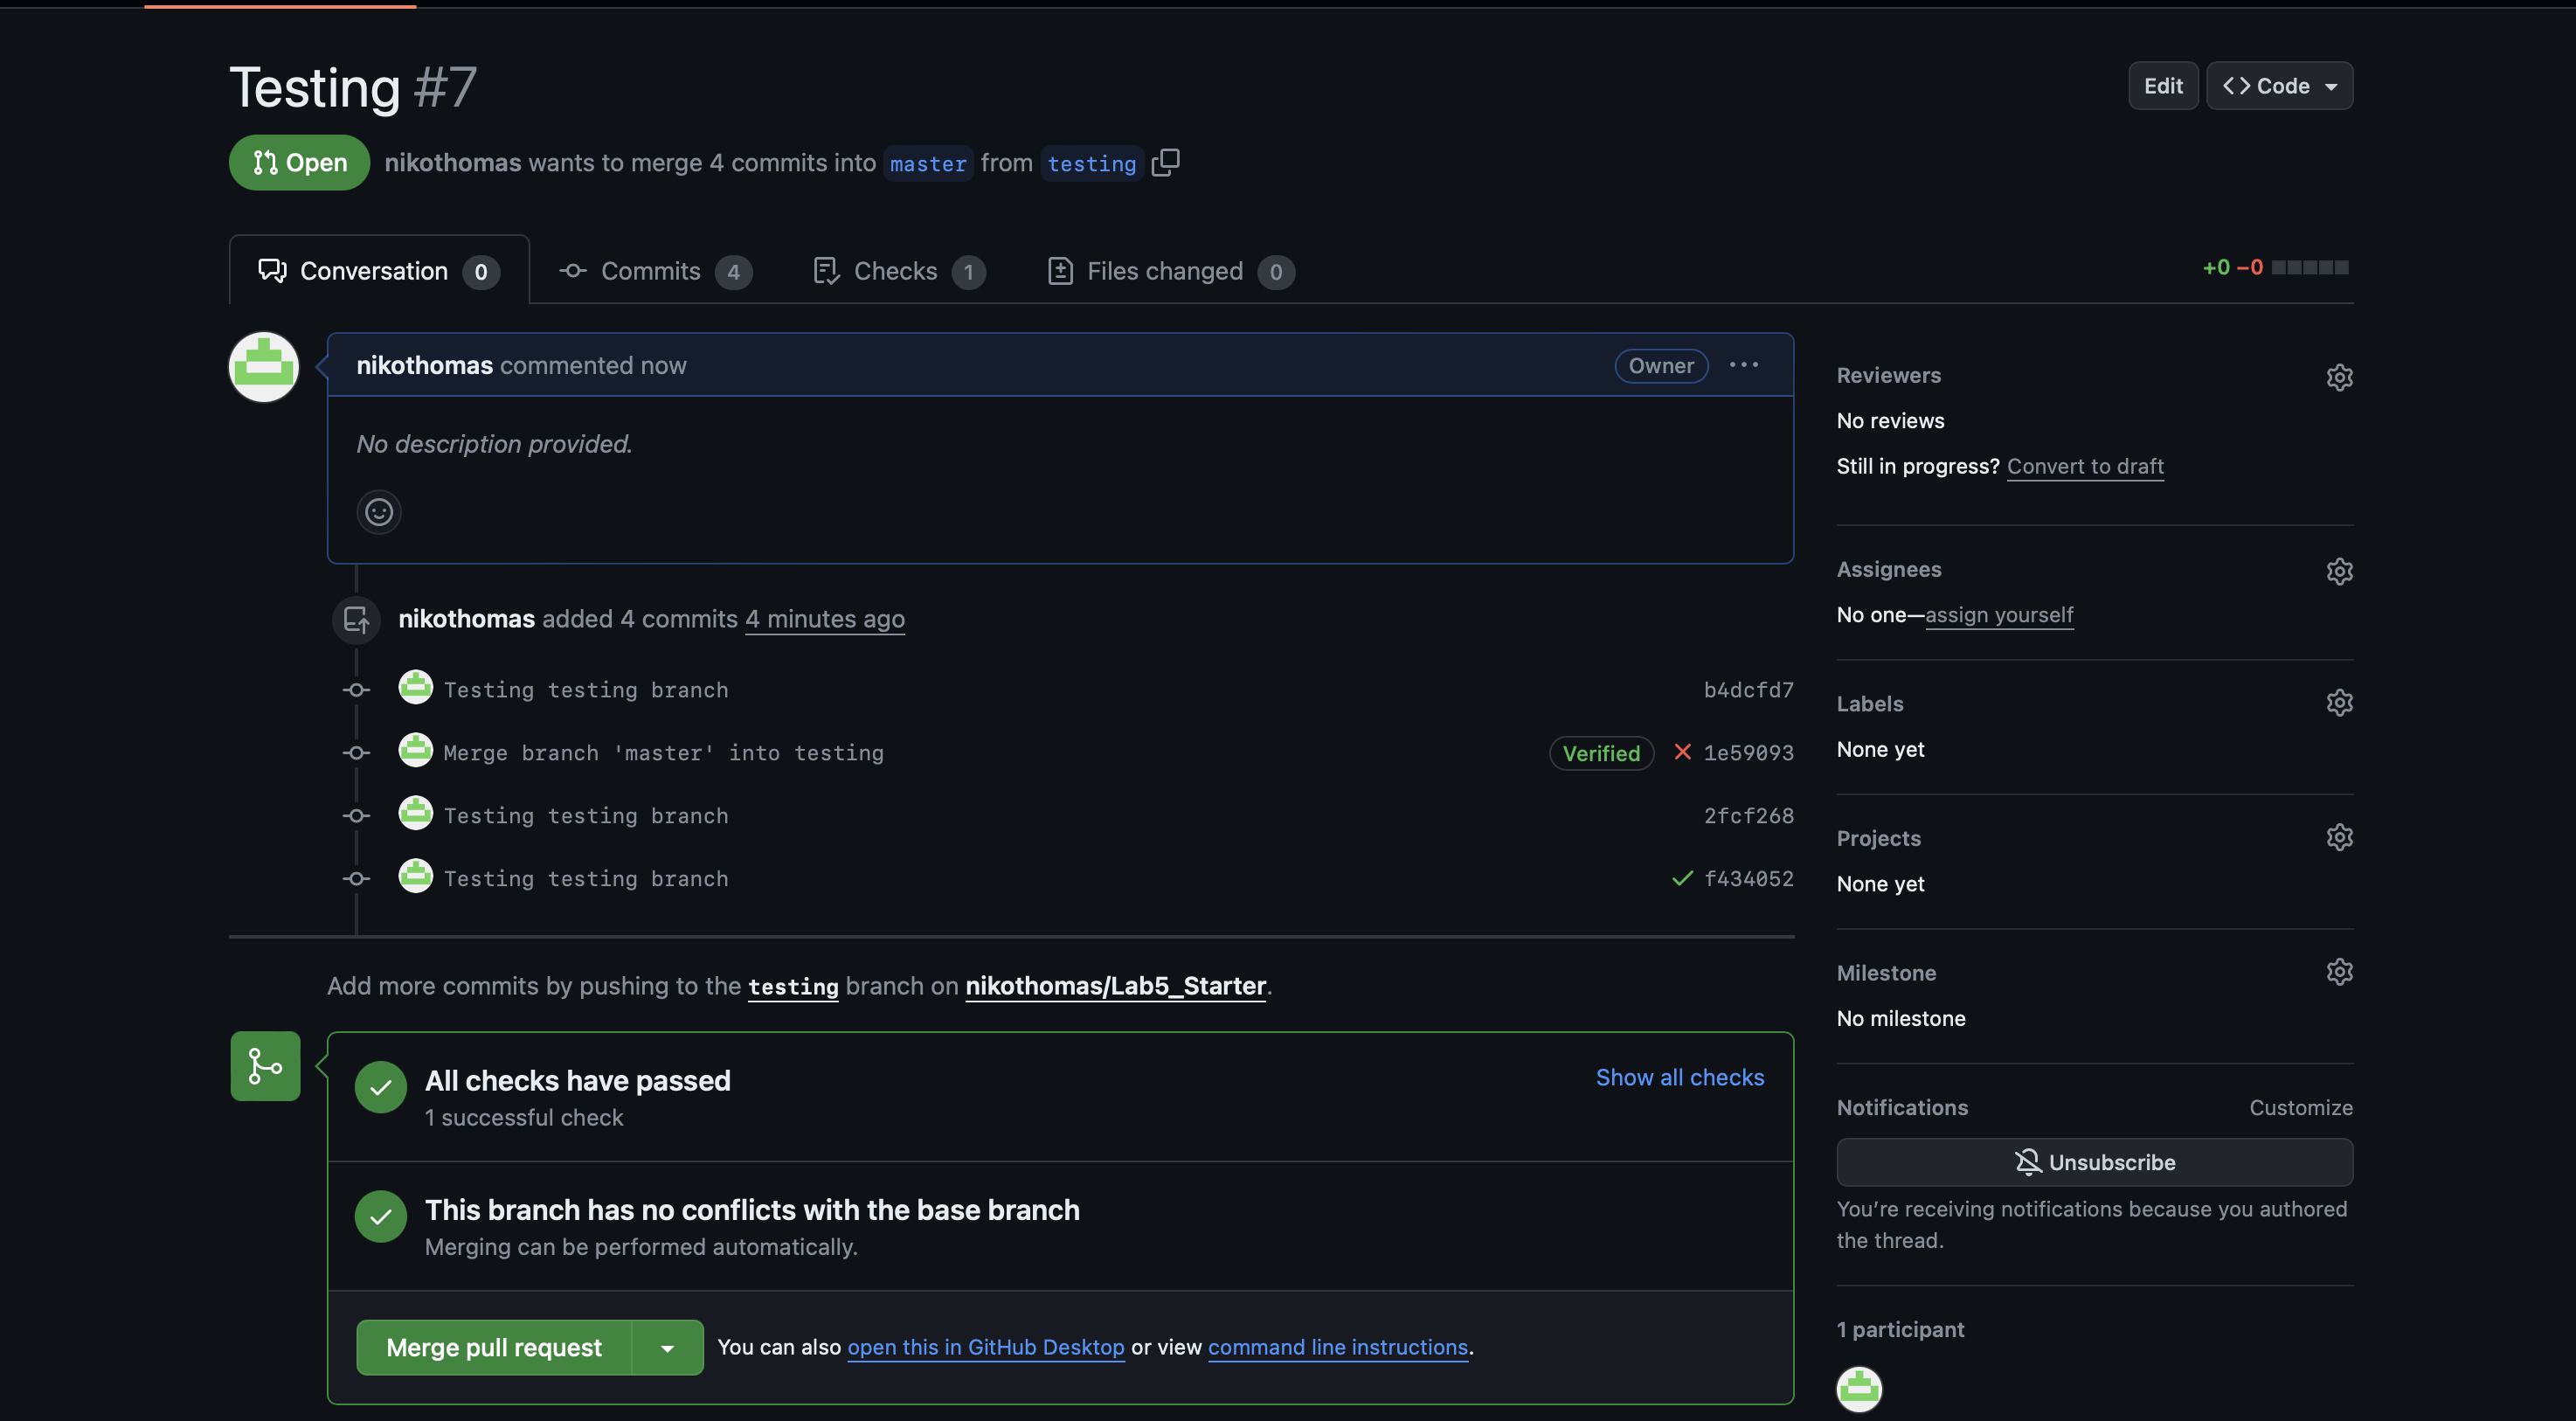 Testing #7
Edit
Code
Open
nikothomas wants to merge 4 commits into master from testing
Conversation 0
Commits 4
Checks 1
Files changed 0
+0 −0
nikothomas commented now
Owner
No description provided.
nikothomas added 4 commits 4 minutes ago
Testing testing branch b4dcfd7
Merge branch 'master' into testing Verified 1e59093
Testing testing branch 2fcf268
Testing testing branch f434052
Add more commits by pushing to the testing branch on nikothomas/Lab5_Starter.
All checks have passed
Show all checks
1 successful check
This branch has no conflicts with the base branch
Merging can be performed automatically.
Merge pull request
You can also open this in GitHub Desktop or view command line instructions.
Reviewers
No reviews
Still in progress? Convert to draft
Assignees
No one—assign yourself
Labels
None yet
Projects
None yet
Milestone
No milestone
Notifications
Customize
Unsubscribe
You’re receiving notifications because you authored
the thread.
1 participant